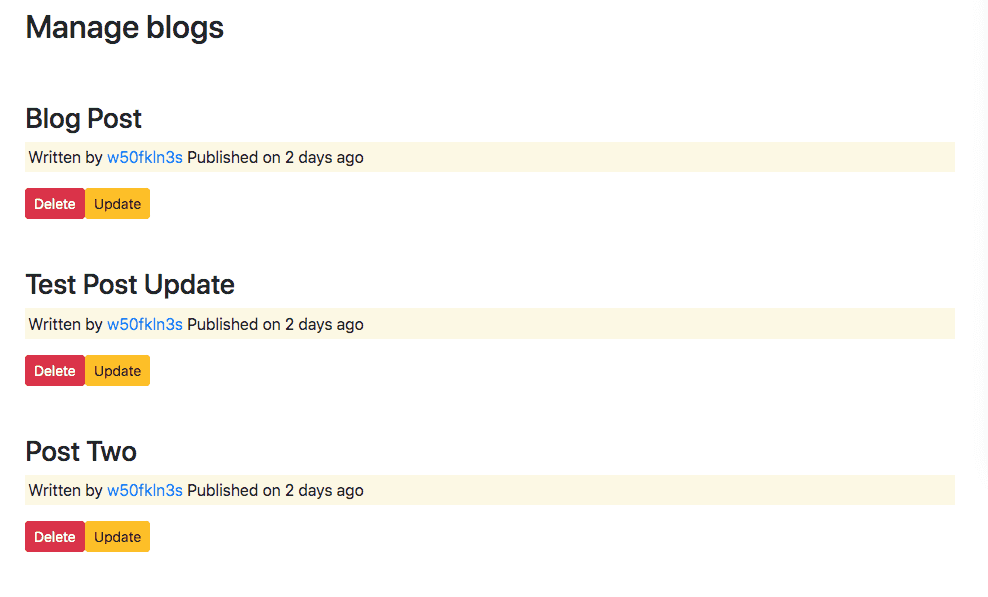 Manage blogs
Blog Post
Written by w50fkln3s Published on 2 days ago
Delete Update
Test Post Update
Written by w50fkln3s Published on 2 days ago
Delete Update
Post Two
Written by w50fkln3s Published on 2 days ago
Delete Update